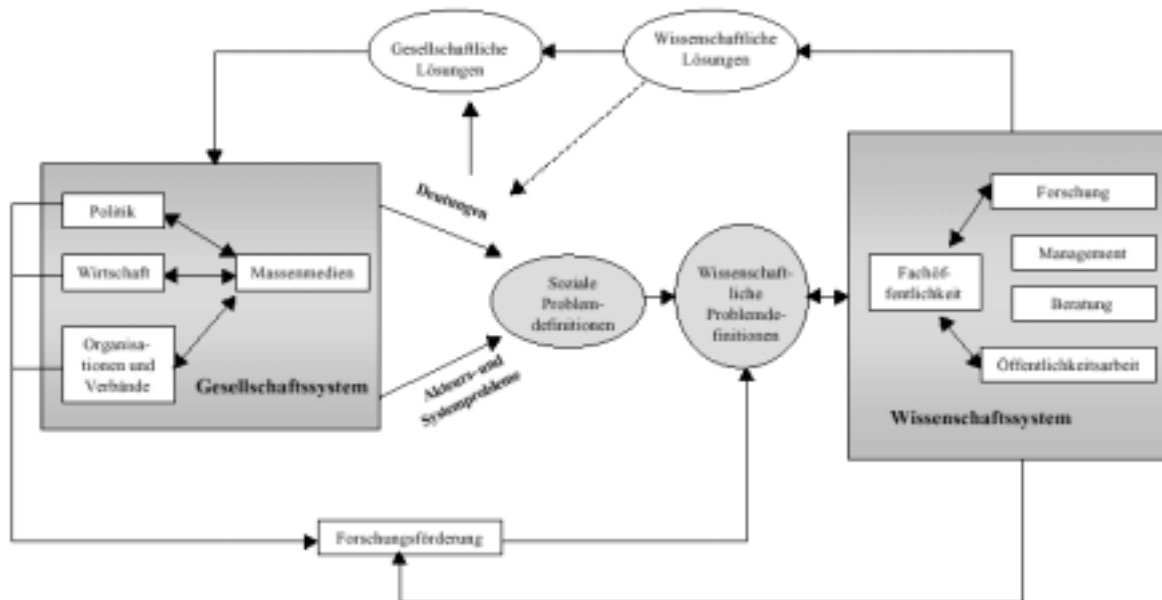 Gesellschaftliche
Lösungen
Wissenschaftliche
Lösungen
Deutungen
Politik
Wirtschaft
Massenmedien
Organisa-
tionen und
Verbände
Gesellschaftssystem
Soziale
Problem-
definitionen
Akteurs- und
Systemprobleme
Wissenschaft-
liche
Problemde-
finitionen
Forschung
Management
Fachöf-
fentlichkeit
Beratung
Öffentlichkeitsarbeit
Wissenschaftssystem
Forschungsförderung